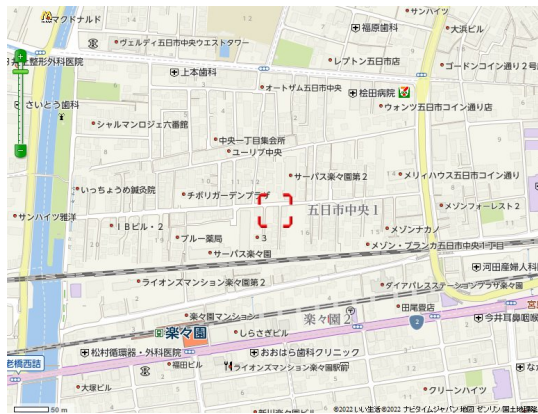 マクドナルド
サンハイツ
福原歯科
大浜ビル
ヴェルディ五日市中央ウエストタワー
上整形外科医院
レプトン五日市店
ゴードンコイン通り2号
上本歯科
オートザム五日市中央
桧田病院
さいとう歯科
ウォンツ五日市コイン通り店
シャルマンロジェ六番館
中央一丁目集会所
ユーリブ中央
サーパス楽々園第2
メリィハウス五日市コイン通り
いっちょうめ鍼灸院
チボリガーデンプラザ
五日市中央1
メゾンフォーレスト2
サンハイツ雅洋
IBビル・2
メゾンナカノ
ブルー薬局
3
メゾン・ブランカ五日市中央一丁目
サーパス楽々園
河田産婦人科
ライオンズマンション楽々園第2
ダイアパレスステーションプラザ楽々園
楽々園マンション
楽々園2
田尾畳店
宮
2
今井耳鼻咽喉
楽々園
しらさぎビル
松村循環器・外科医院
おおはら歯科クリニック
老橋西詰
福田ビル
ライオンズマンション楽々園駅前
大塚ビル
クリーンハイツ
50 m
©2022 いい生活 ©2022 ナビタイムジャパン 地図 ゼンリン 国土地理院